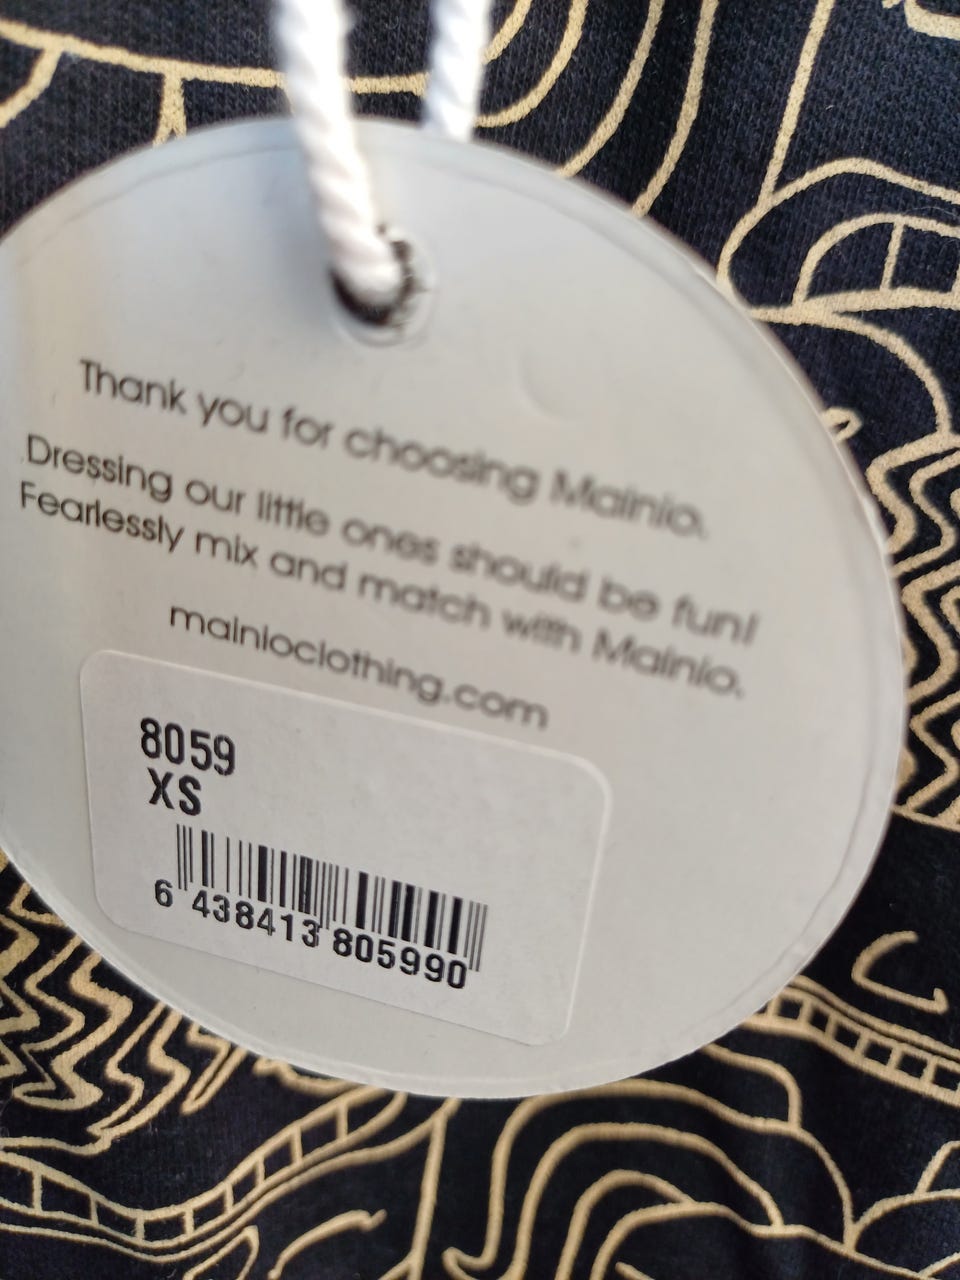 Thank you for choosing Mainio.
Dressing our little ones should be fun!
Fearlessly mix and match with Mainio.
mainioclothing.com
8059
XS
6 438413 805990